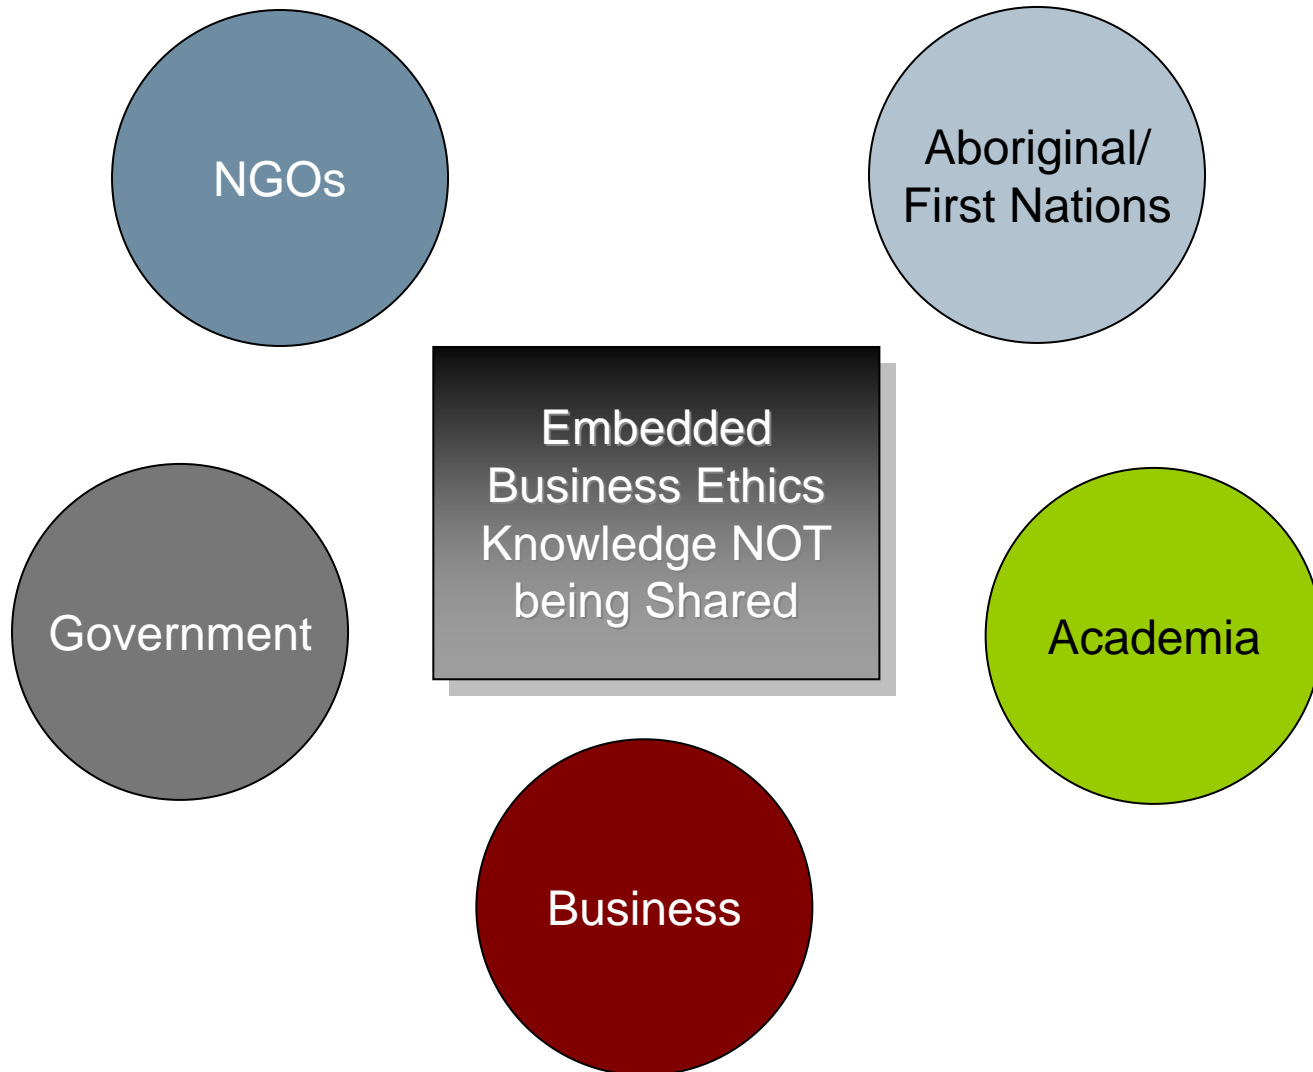 NGOs
Aboriginal/
First Nations
Embedded
Business Ethics
Knowledge NOT
being Shared
Government
Academia
Business